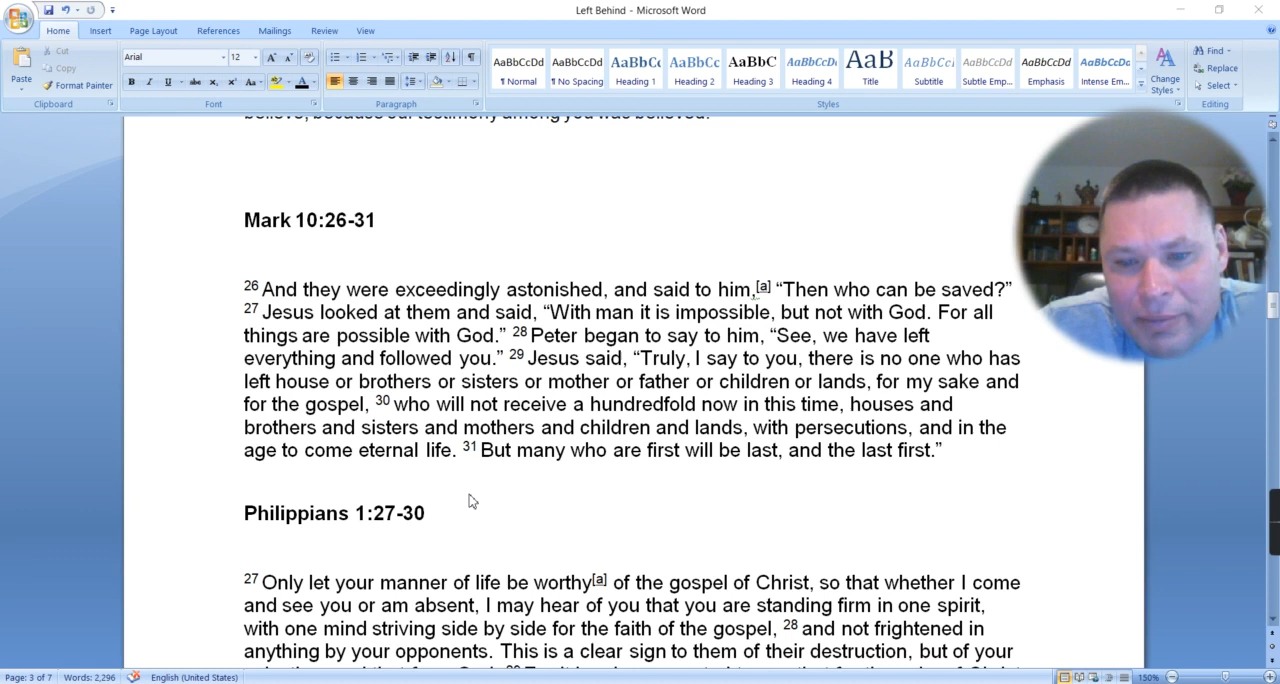 Left Behind - Microsoft Word
Home Insert Page Layout References Mailings Review View
Paste
Cut
Copy
Format Painter
Clipboard
Arial 12
B I U abc x₂ x² Aa
Font
Paragraph
AaBbCcDd AaBbCcDd AaBbCc AaBbCc AaBbC AaBbCcDd AaB AaBbCcl AaBbCcDd AaBbCcDd AaBbCcDd
¶ Normal ¶ No Spacing Heading 1 Heading 2 Heading 3 Heading 4 Title Subtitle Subtle Emp... Emphasis Intense Em...
Styles
Change Styles
Find
Replace
Select
Editing
believe, because our testimony among you was believed.
Mark 10:26-31
26 And they were exceedingly astonished, and said to him,[a] “Then who can be saved?”
27 Jesus looked at them and said, “With man it is impossible, but not with God. For all
things are possible with God.” 28 Peter began to say to him, “See, we have left
everything and followed you.” 29 Jesus said, “Truly, I say to you, there is no one who has
left house or brothers or sisters or mother or father or children or lands, for my sake and
for the gospel, 30 who will not receive a hundredfold now in this time, houses and
brothers and sisters and mothers and children and lands, with persecutions, and in the
age to come eternal life. 31 But many who are first will be last, and the last first.”
Philippians 1:27-30
27 Only let your manner of life be worthy[a] of the gospel of Christ, so that whether I come
and see you or am absent, I may hear of you that you are standing firm in one spirit,
with one mind striving side by side for the faith of the gospel, 28 and not frightened in
anything by your opponents. This is a clear sign to them of their destruction, but of your
Page: 3 of 7 Words: 2,296 English (United States) 150%